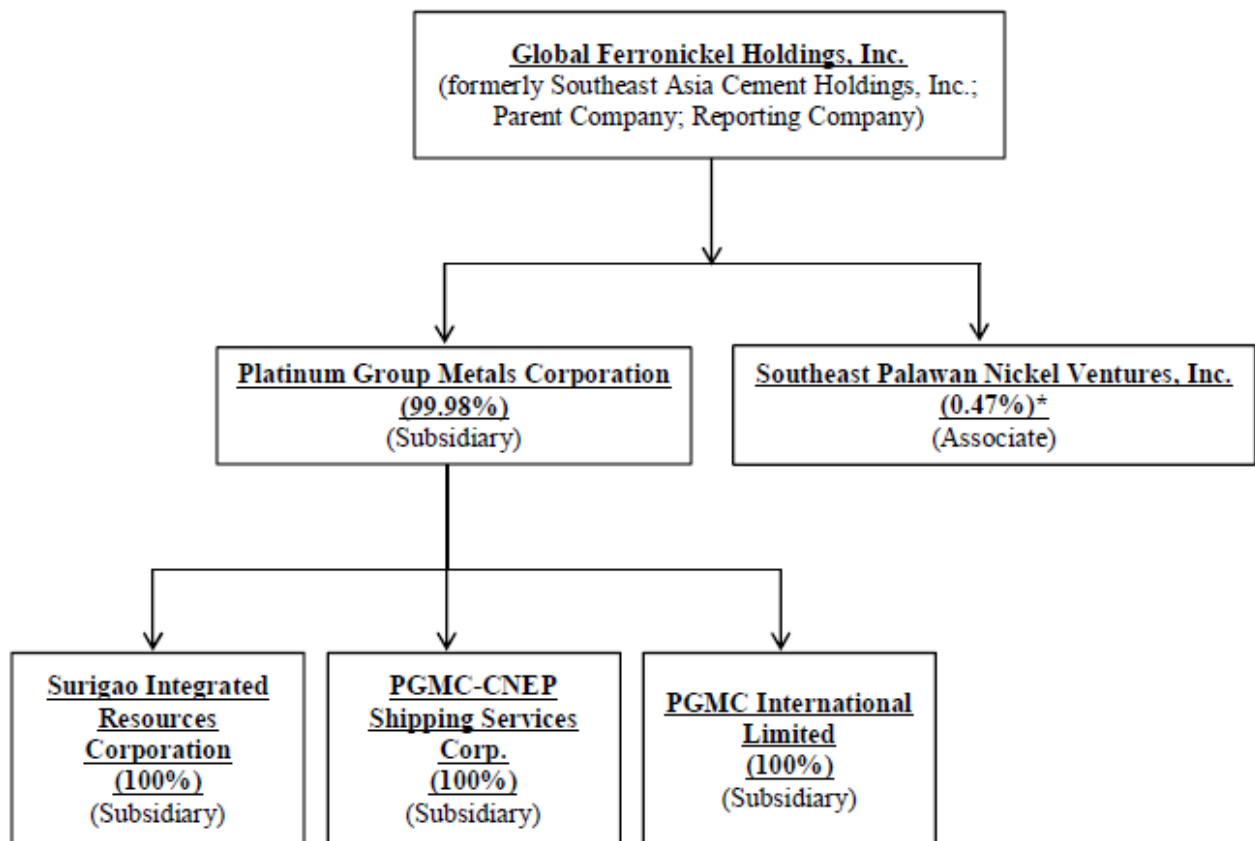 Global Ferronickel Holdings, Inc.
(formerly Southeast Asia Cement Holdings, Inc.;
Parent Company; Reporting Company)
Platinum Group Metals Corporation
(99.98%)
(Subsidiary)
Southeast Palawan Nickel Ventures, Inc.
(0.47%)*
(Associate)
Surigao Integrated
Resources
Corporation
(100%)
(Subsidiary)
PGMC-CNEP
Shipping Services
Corp.
(100%)
(Subsidiary)
PGMC International
Limited
(100%)
(Subsidiary)